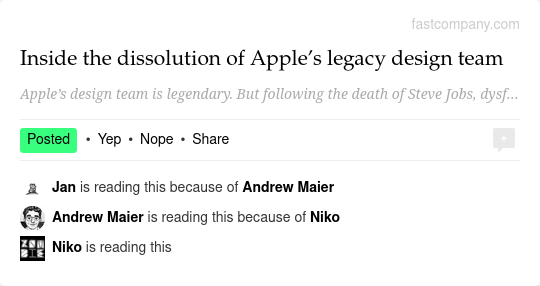 fastcompany.com
Inside the dissolution of Apple’s legacy design team
Apple’s design team is legendary. But following the death of Steve Jobs, dysf…
Posted • Yep • Nope • Share
Jan is reading this because of Andrew Maier
Andrew Maier is reading this because of Niko
ZOM
BIE
Niko is reading this